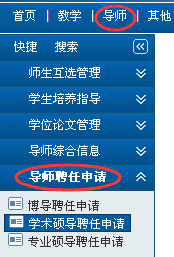 首页 | 教学 | 导师 | 其他
快捷 搜索
师生互选管理
学生培养指导
学位论文管理
导师综合信息
导师聘任申请
博导聘任申请
学术硕导聘任申请
专业硕导聘任申请